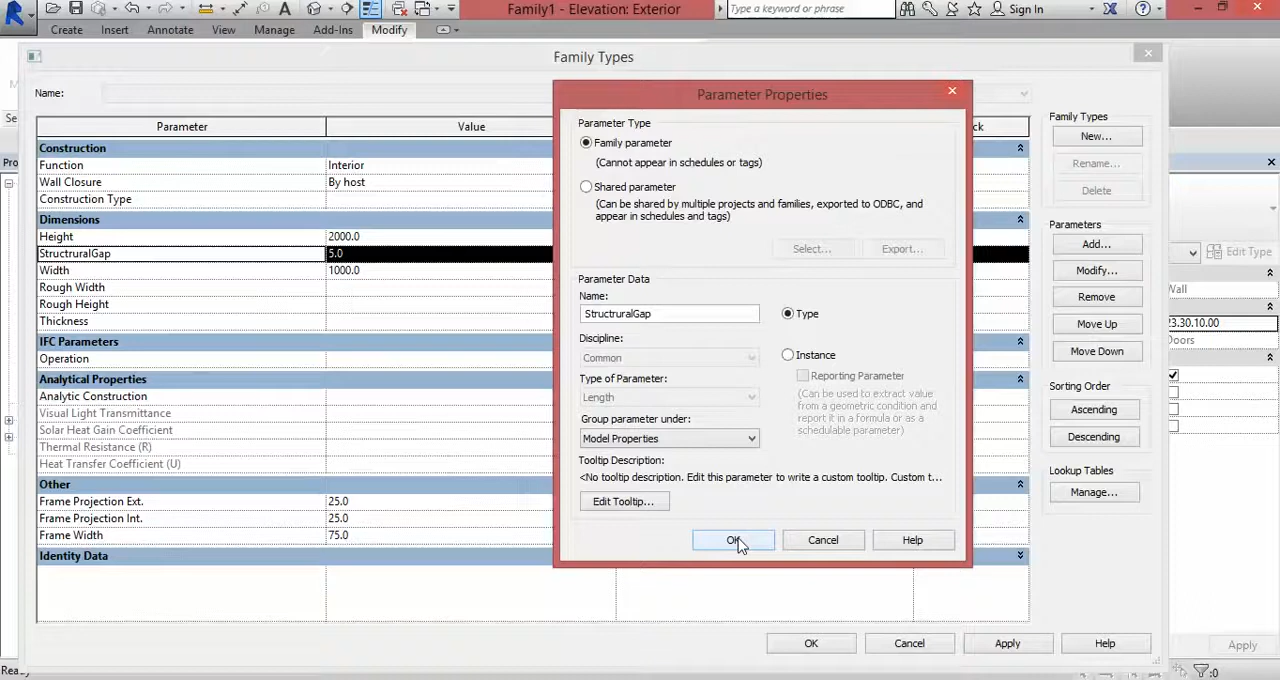 Family1 - Elevation: Exterior
Type a keyword or phrase
Sign In
Create Insert Annotate View Manage Add-Ins Modify
Family Types
Name:
Parameter Value
Construction
Function Interior
Wall Closure By host
Construction Type
Dimensions
Height 2000.0
StructruralGap 5.0
Width 1000.0
Rough Width
Rough Height
Thickness
IFC Parameters
Operation
Analytical Properties
Analytic Construction
Visual Light Transmittance
Solar Heat Gain Coefficient
Thermal Resistance (R)
Heat Transfer Coefficient (U)
Other
Frame Projection Ext. 25.0
Frame Projection Int. 25.0
Frame Width 75.0
Identity Data
OK Cancel Apply Help
Parameter Properties
Parameter Type
Family parameter
(Cannot appear in schedules or tags)
Shared parameter
(Can be shared by multiple projects and families, exported to ODBC, and
appear in schedules and tags)
Select... Export...
Parameter Data
Name:
StructruralGap
Type
Discipline:
Common
Instance
Type of Parameter:
Length
Reporting Parameter
(Can be used to extract value
from a geometric condition and
report it in a formula or as a
schedulable parameter)
Group parameter under:
Model Properties
Tooltip Description:
<No tooltip description. Edit this parameter to write a custom tooltip. Custom t...
Edit Tooltip...
OK Cancel Help
ck
Family Types
New...
Rename...
Delete
Parameters
Add...
Modify...
Remove
Move Up
Move Down
Sorting Order
Ascending
Descending
Lookup Tables
Manage...
Edit Type
Wall
23.30.10.00
Doors
Apply
Pro
Se
Rea
:0